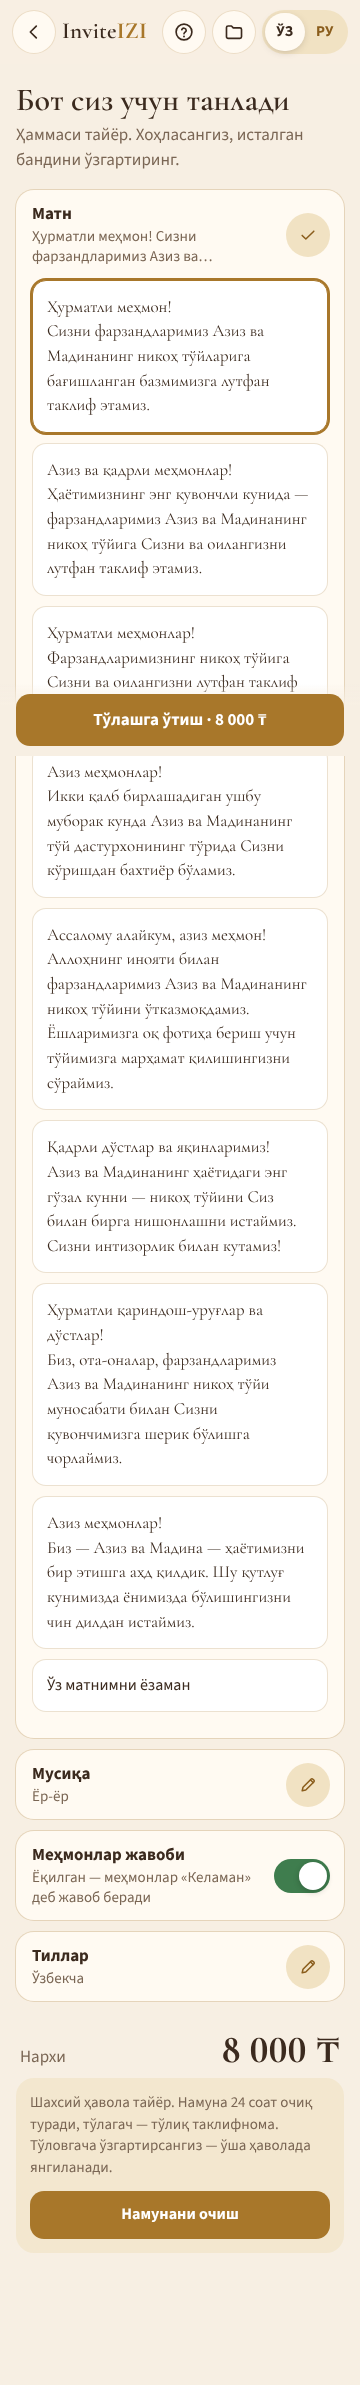 InviteIZI
ЎЗ
РУ
Бот сиз учун танлади
Ҳаммаси тайёр. Хоҳласангиз, исталган
бандини ўзгартиринг.
Матн
Ҳурматли меҳмон! Сизни
фарзандларимиз Азиз ва…
Ҳурматли меҳмон!
Сизни фарзандларимиз Азиз ва
Мадинанинг никоҳ тўйларига
бағишланган базмимизга лутфан
таклиф этамиз.
Азиз ва қадрли меҳмонлар!
Ҳаётимизнинг энг қувончли кунида —
фарзандларимиз Азиз ва Мадинанинг
никоҳ тўйига Сизни ва оилангизни
лутфан таклиф этамиз.
Ҳурматли меҳмонлар!
Фарзандларимизнинг никоҳ тўйига
Сизни ва оилангизни лутфан таклиф
Тўлашга ўтиш · 8 000 ₸
Азиз меҳмонлар!
Икки қалб бирлашадиган ушбу
муборак кунда Азиз ва Мадинанинг
тўй дастурхонининг тўрида Сизни
кўришдан бахтиёр бўламиз.
Ассалому алайкум, азиз меҳмон!
Аллоҳнинг инояти билан
фарзандларимиз Азиз ва Мадинанинг
никоҳ тўйини ўтказмоқдамиз.
Ёшларимизга оқ фотиҳа бериш учун
тўйимизга марҳамат қилишингизни
сўраймиз.
Қадрли дўстлар ва яқинларимиз!
Азиз ва Мадинанинг ҳаётидаги энг
гўзал кунни — никоҳ тўйини Сиз
билан бирга нишонлашни истаймиз.
Сизни интизорлик билан кутамиз!
Ҳурматли қариндош-уруғлар ва
дўстлар!
Биз, ота-оналар, фарзандларимиз
Азиз ва Мадинанинг никоҳ тўйи
муносабати билан Сизни
қувончимизга шерик бўлишга
чорлаймиз.
Азиз меҳмонлар!
Биз — Азиз ва Мадина — ҳаётимизни
бир этишга аҳд қилдик. Шу қутлуғ
кунимизда ёнимизда бўлишингизни
чин дилдан истаймиз.
Ўз матнимни ёзаман
Мусиқа
Ёр-ёр
Меҳмонлар жавоби
Ёқилган — меҳмонлар «Келаман»
деб жавоб беради
Тиллар
Ўзбекча
Нархи
8 000 ₸
Шахсий ҳавола тайёр. Намуна 24 соат очиқ
туради, тўлагач — тўлиқ таклифнома.
Тўловгача ўзгартирсангиз — ўша ҳаволада
янгиланади.
Намунани очиш